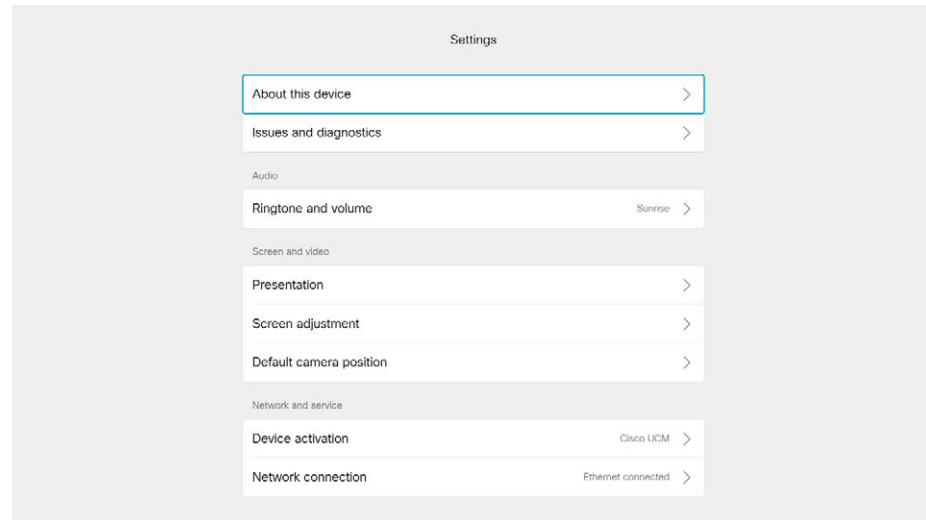 Settings
About this device
Issues and diagnostics
Audio
Ringtone and volume Sunrise
Screen and video
Presentation
Screen adjustment
Default camera position
Network and service
Device activation Cisco UCM
Network connection Ethernet connected